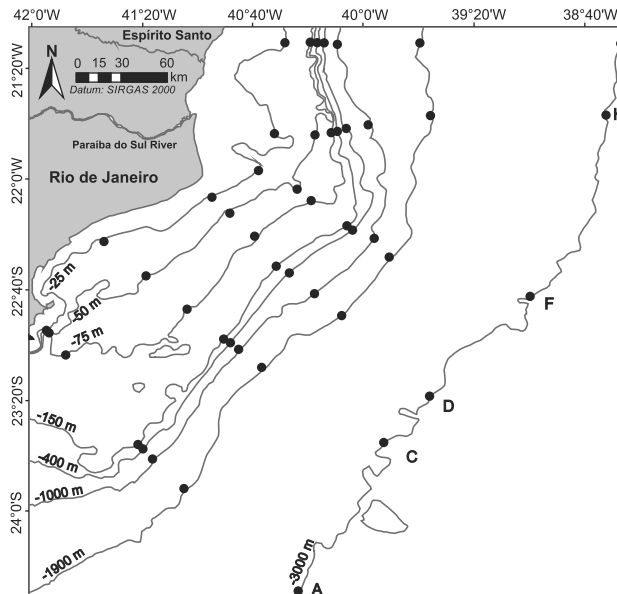 42°0'W 41°20'W 40°40'W 40°0'W 39°20'W 38°40'W
Espírito Santo
N
0 15 30 60
km
Datum: SIRGAS 2000
21°20'W
Paraiba do Sul River
Rio de Janeiro
22°0'W
22°40'S
23°20'S
24°0'S
-25 m
-50 m
-75 m
-150 m
-400 m
-1000 m
-1900 m
-3000 m
H
F
D
C
A